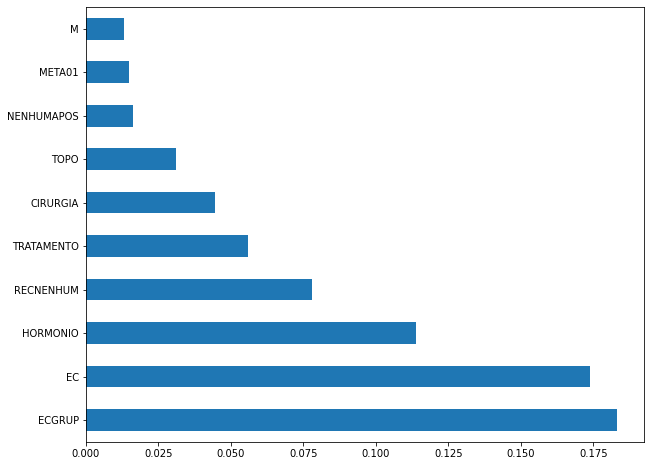 M
META01
NENHUMAPOS
TOPO
CIRURGIA
TRATAMENTO
RECNENHUM
HORMONIO
EC
ECGRUP
0.000 0.025 0.050 0.075 0.100 0.125 0.150 0.175